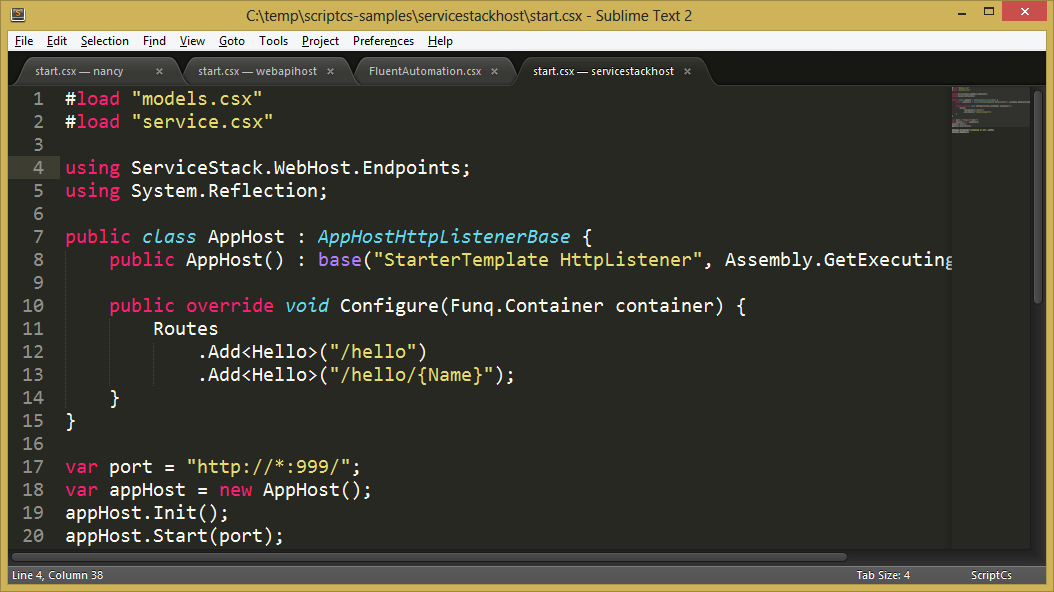 C:\temp\scriptcs-samples\servicestackhost\start.csx - Sublime Text 2
File Edit Selection Find View Goto Tools Project Preferences Help
start.csx — nancy × start.csx — webapihost × FluentAutomation.csx × start.csx — servicestackhost ×
1 #load "models.csx"
2 #load "service.csx"
3
4 using ServiceStack.WebHost.Endpoints;
5 using System.Reflection;
6
7 public class AppHost : AppHostHttpListenerBase {
8 public AppHost() : base("StarterTemplate HttpListener", Assembly.GetExecuting
9
10 public override void Configure(Funq.Container container) {
11 Routes
12 .Add<Hello>("/hello")
13 .Add<Hello>("/hello/{Name}");
14 }
15 }
16
17 var port = "http://*:999/";
18 var appHost = new AppHost();
19 appHost.Init();
20 appHost.Start(port);
Line 4, Column 38 Tab Size: 4 ScriptCs